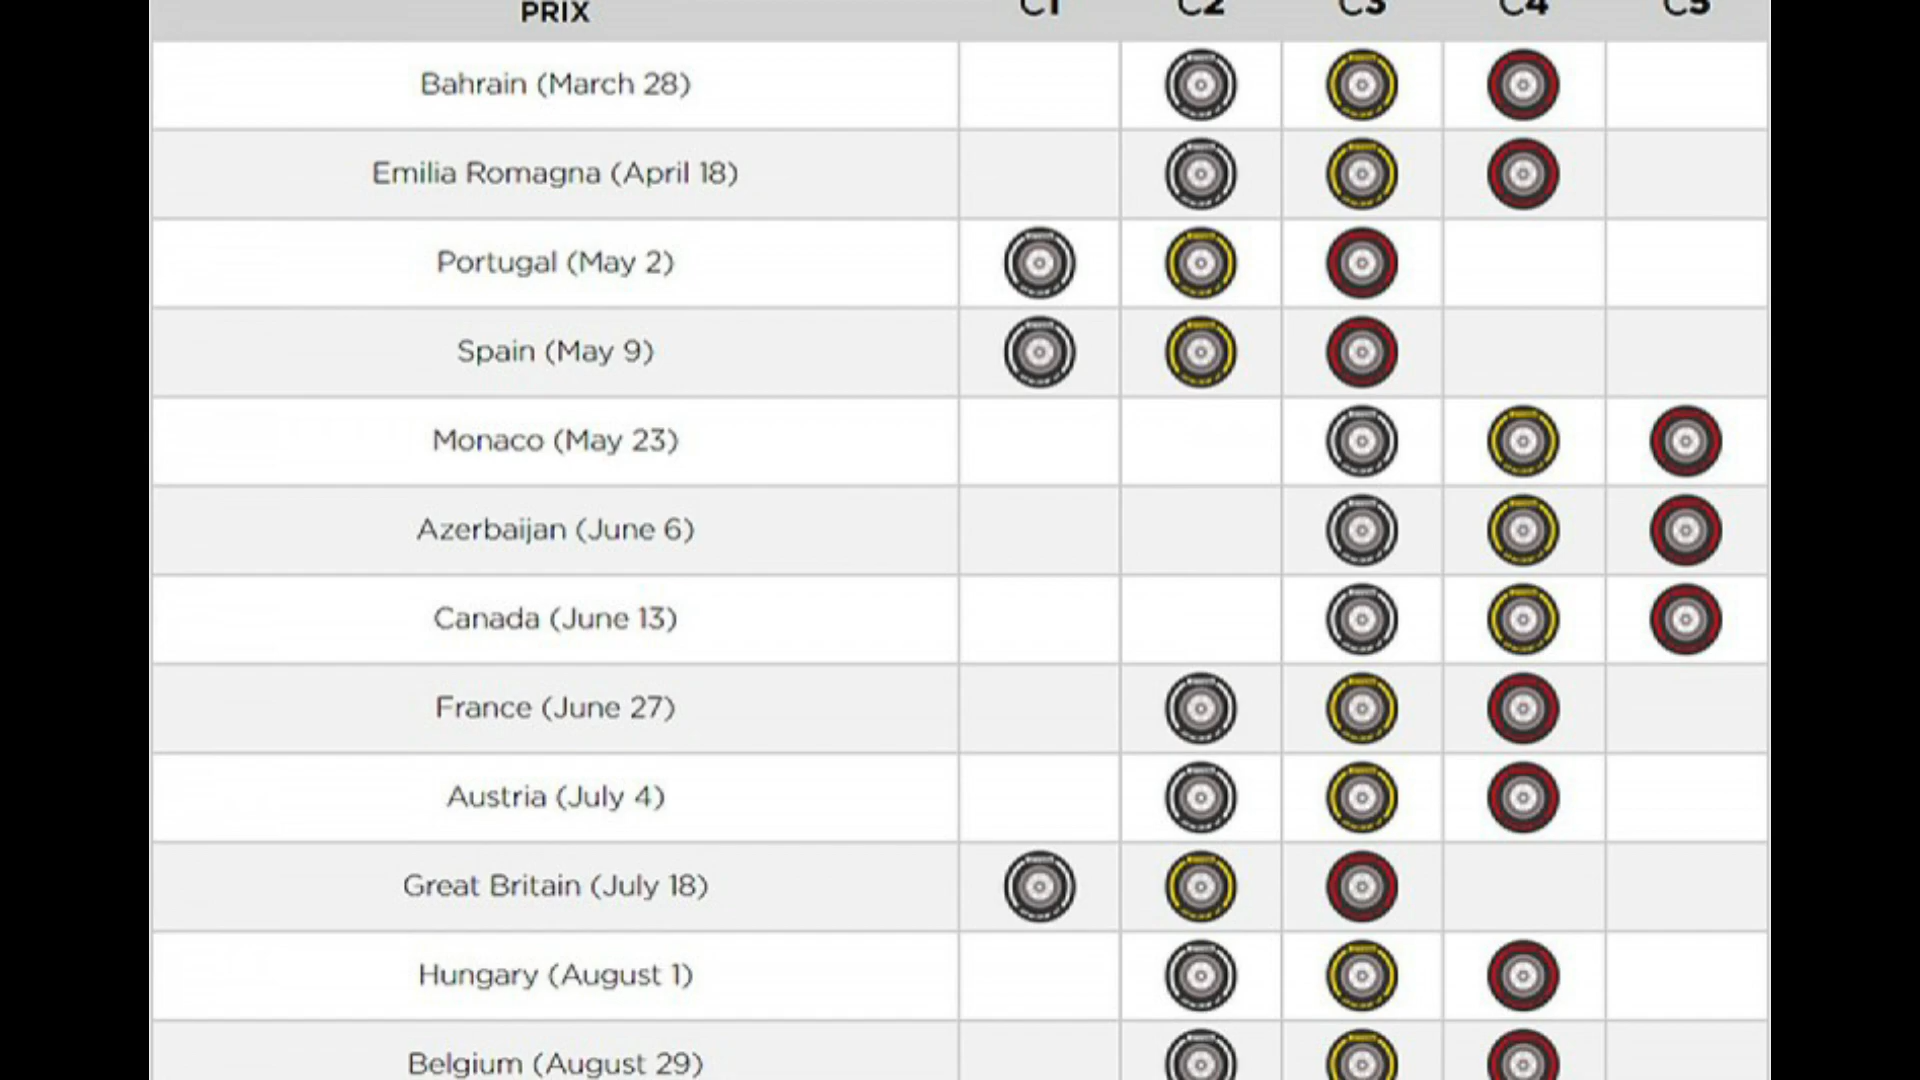 PRIX C1 C2 C3 C4 C5
Bahrain (March 28)
Emilia Romagna (April 18)
Portugal (May 2)
Spain (May 9)
Monaco (May 23)
Azerbaijan (June 6)
Canada (June 13)
France (June 27)
Austria (July 4)
Great Britain (July 18)
Hungary (August 1)
Belgium (August 29)